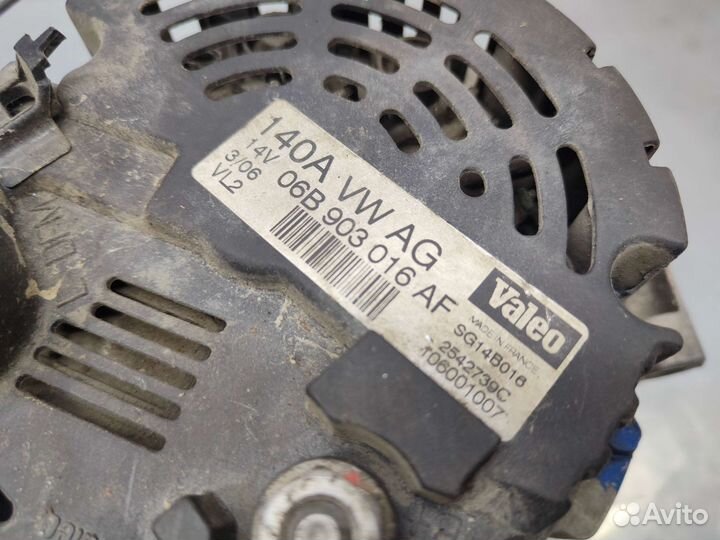 140A VW AG
14V 06B 903 016 AF
3/06
VL2
Valeo
MADE IN FRANCE
SG14B016
2542739C
106001007
Avito